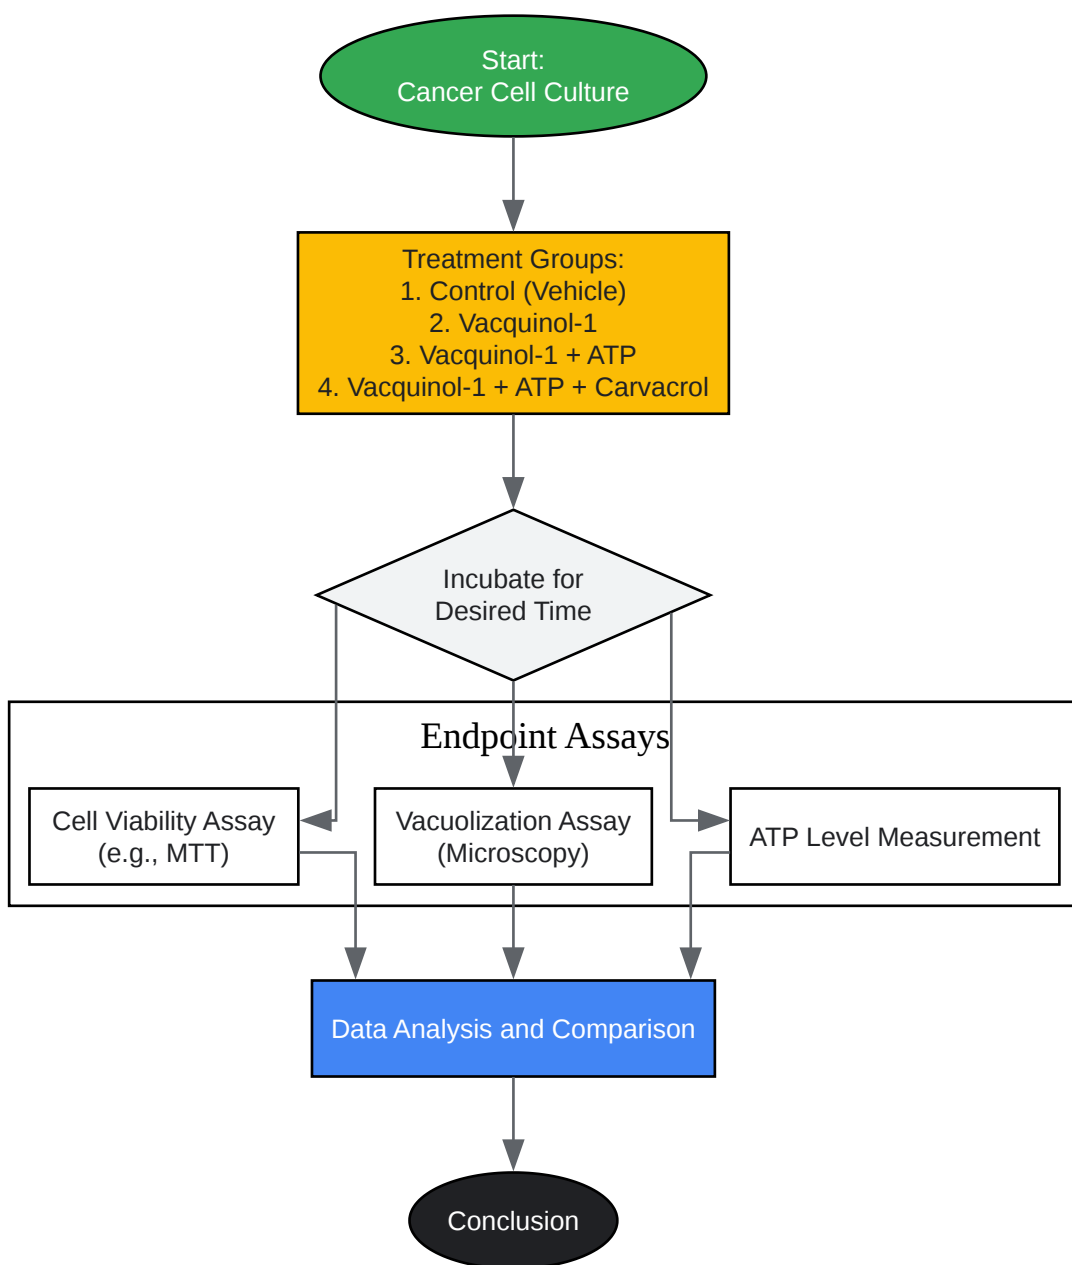 Start:
Cancer Cell Culture
Treatment Groups:
1. Control (Vehicle)
2. Vacquinol-1
3. Vacquinol-1 + ATP
4. Vacquinol-1 + ATP + Carvacrol
Incubate for
Desired Time
Endpoint Assays
Cell Viability Assay
(e.g., MTT)
Vacuolization Assay
(Microscopy)
ATP Level Measurement
Data Analysis and Comparison
Conclusion